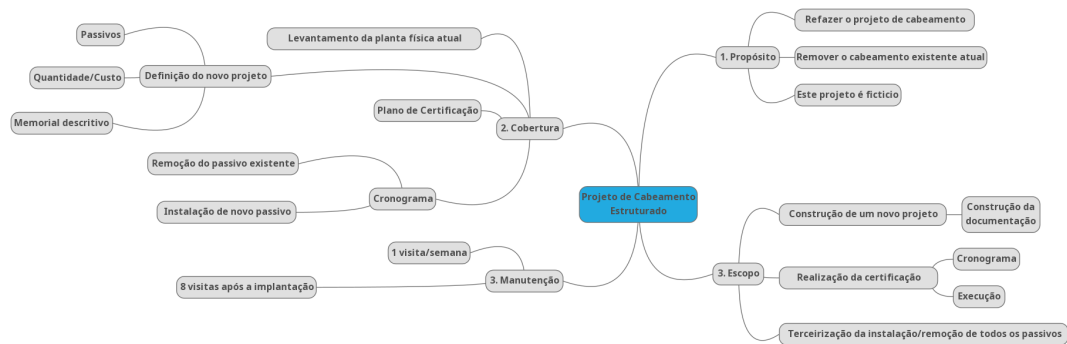 Projeto de Cabeamento
Estruturado
1. Propósito
Refazer o projeto de cabeamento
Remover o cabeamento existente atual
Este projeto é ficticio
2. Cobertura
Levantamento da planta física atual
Definição do novo projeto
Passivos
Quantidade/Custo
Memorial descritivo
Plano de Certificação
Cronograma
Remoção do passivo existente
Instalação de novo passivo
3. Manutenção
1 visita/semana
8 visitas após a implantação
3. Escopo
Construção de um novo projeto
Construção da
documentação
Realização da certificação
Cronograma
Execução
Terceirização da instalação/remoção de todos os passivos